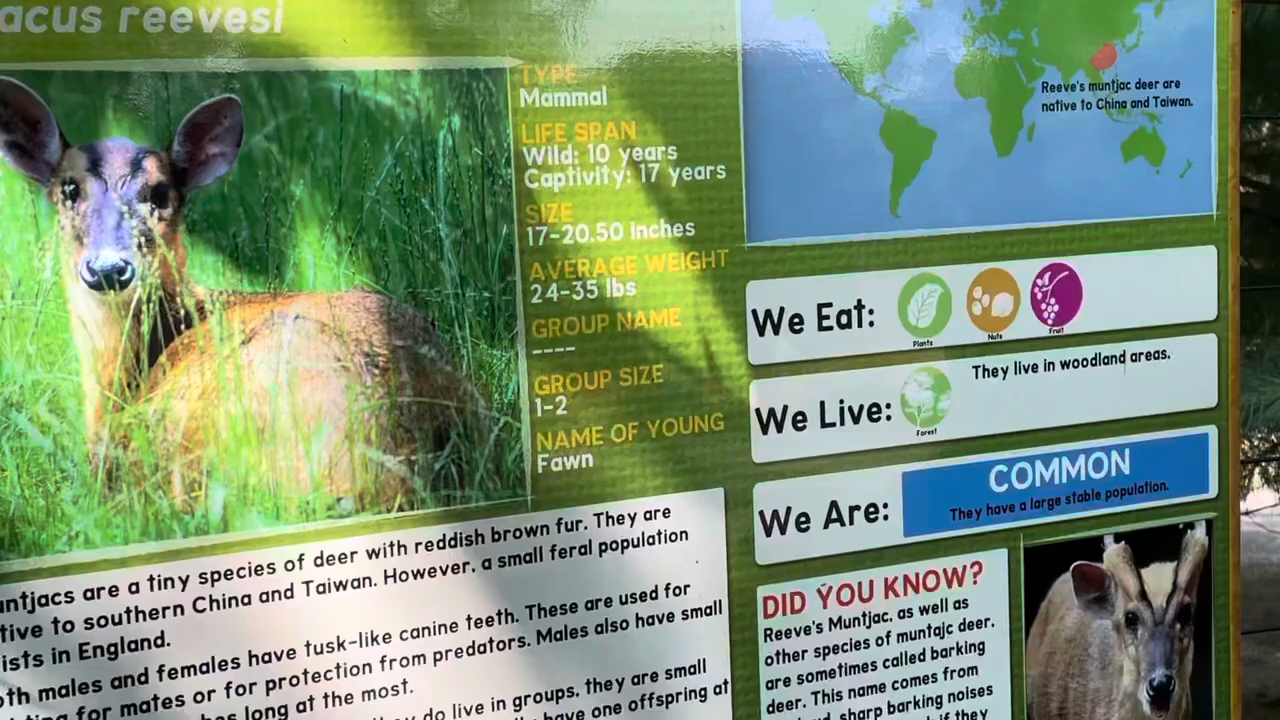 acus reevesi
TYPE
Mammal
LIFE SPAN
Wild: 10 years
Captivity: 17 years
SIZE
17-20.50 inches
AVERAGE WEIGHT
24-35 lbs
GROUP NAME
----
GROUP SIZE
1-2
NAME OF YOUNG
Fawn
Reeve's muntjac deer are
native to China and Taiwan.
We Eat:
Plants
Nuts
Fruit
We Live:
Forest
They live in woodland areas.
We Are:
COMMON
They have a large stable population.
untjacs are a tiny species of deer with reddish brown fur. They are
tive to southern China and Taiwan. However, a small feral population
ists in England.
oth males and females have tusk-like canine teeth. These are used for
for mates or for protection from predators. Males also have small
long at the most.
do live in groups, they are small
have one offspring at
DID YOU KNOW?
Reeve's Muntjac, as well as
other species of muntajc deer.
are sometimes called barking
deer. This name comes from
sharp barking noises
if they